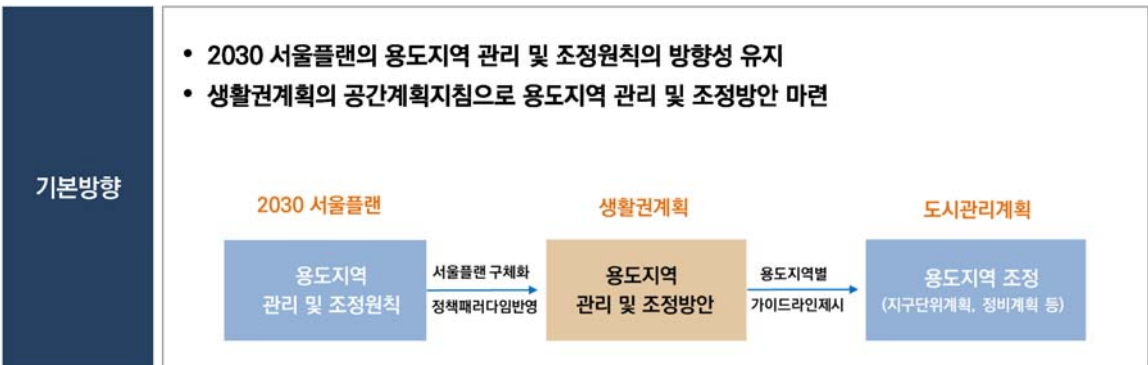 기본방향
• 2030 서울플랜의 용도지역 관리 및 조정원칙의 방향성 유지
• 생활권계획의 공간계획지침으로 용도지역 관리 및 조정방안 마련
2030 서울플랜
생활권계획
도시관리계획
용도지역
관리 및 조정원칙
서울플랜 구체화
정책패러다임반영
용도지역
관리 및 조정방안
용도지역별
가이드라인제시
용도지역 조정
(지구단위계획, 정비계획 등)